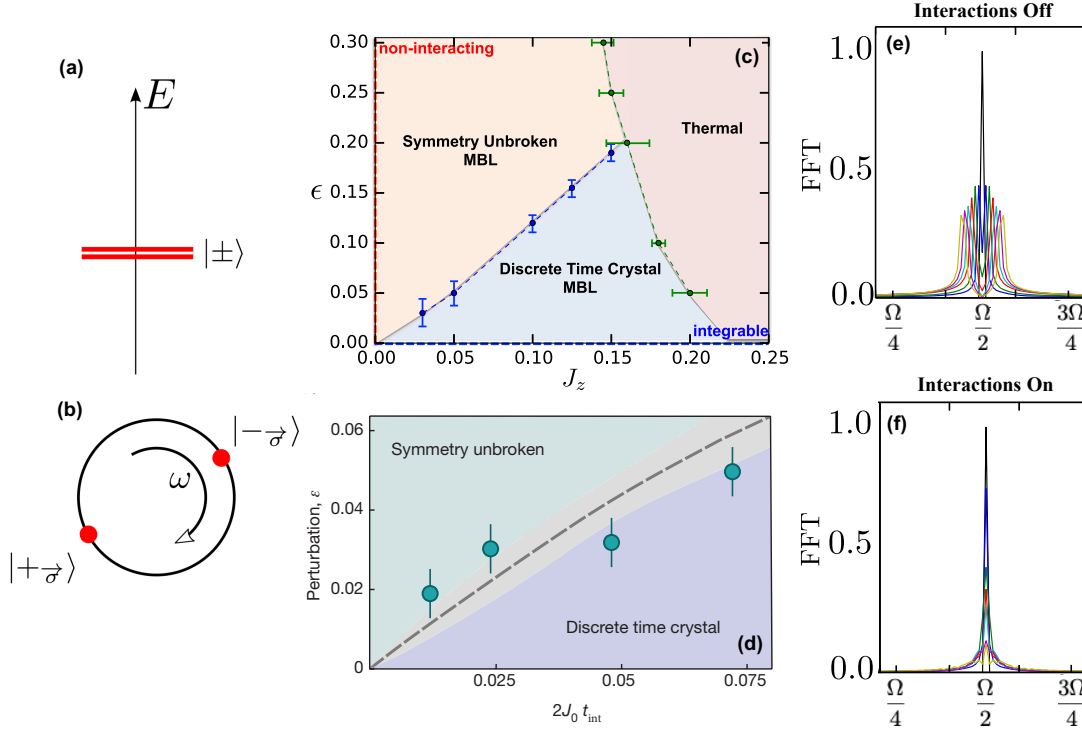 (a)
E
|±⟩
(b)
|−σ⟩
ω
|+σ⟩
(c)
0.30
0.25
0.20
0.15
0.10
0.05
0.00
ϵ
non-interacting
Symmetry Unbroken
MBL
Thermal
Discrete Time Crystal
MBL
integrable
0.00
0.05
0.10
0.15
0.20
0.25
J_z
0.06
0.04
0.02
0
Perturbation, ε
Symmetry unbroken
Discrete time crystal
(d)
0.025
0.05
0.075
2J_0 t_int
Interactions Off
(e)
1.0
0.5
0.0
FFT
Ω/4
Ω/2
3Ω/4
Interactions On
(f)
1.0
0.5
0.0
FFT
Ω/4
Ω/2
3Ω/4